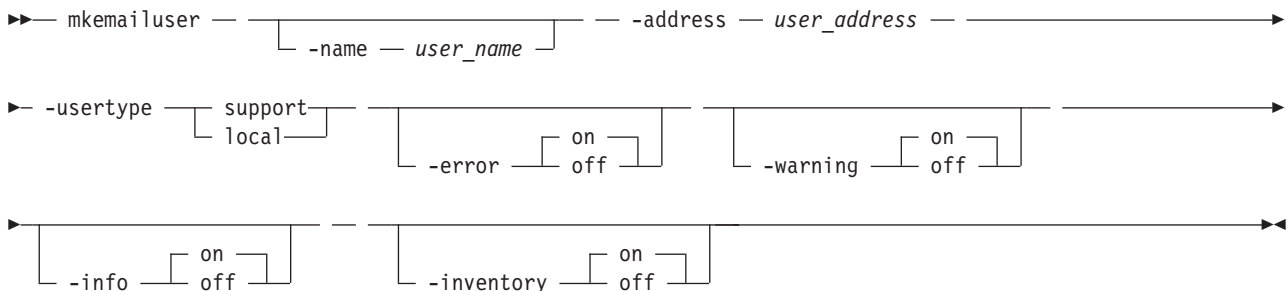 mkemailuser -name user_name -address user_address
-usertype support local -error on off -warning on off
-info on off -inventory on off